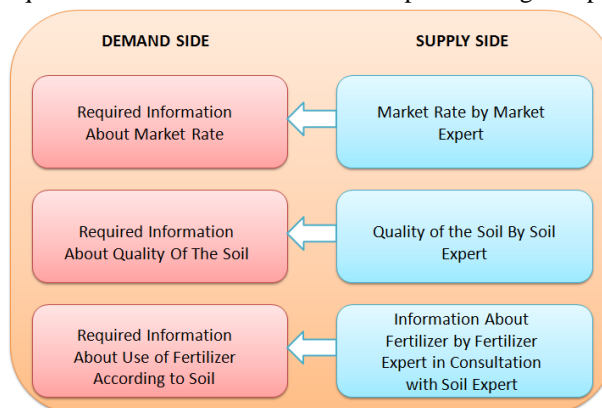 DEMAND SIDE
SUPPLY SIDE
Required Information
About Market Rate
Market Rate by Market
Expert
Required Information
About Quality Of The Soil
Quality of the Soil By Soil
Expert
Required Information
About Use of Fertilizer
According to Soil
Information About
Fertilizer by Fertilizer
Expert in Consultation
with Soil Expert